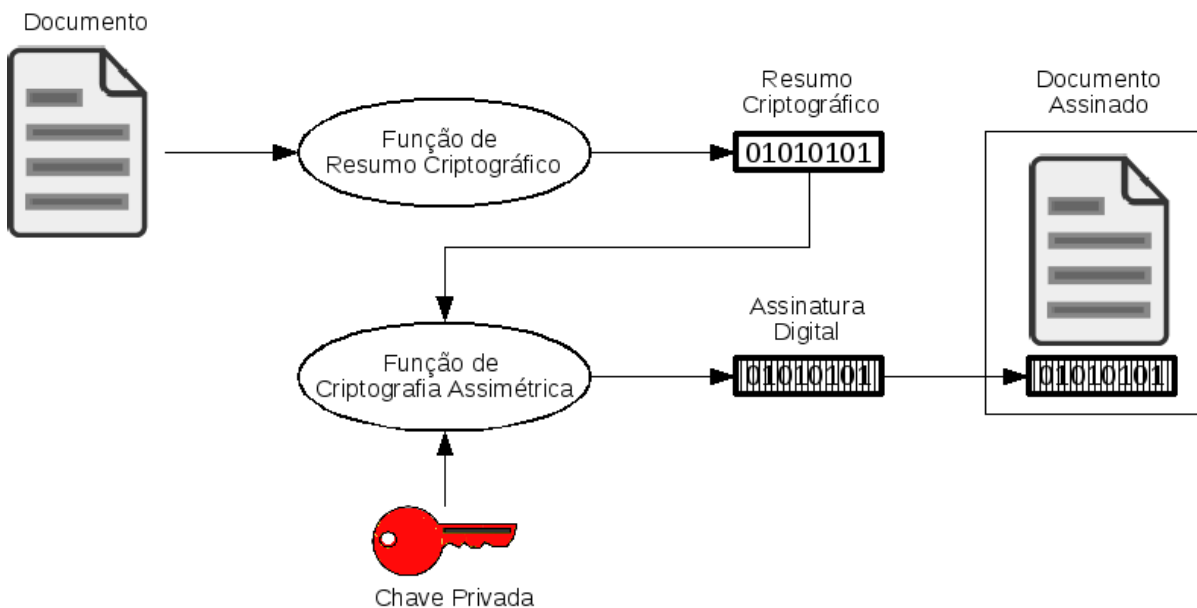 Documento
Função de
Resumo Criptográfico
Resumo
Criptográfico
01010101
Documento
Assinado
Função de
Criptografia Assimétrica
Assinatura
Digital
01010101
01010101
Chave Privada